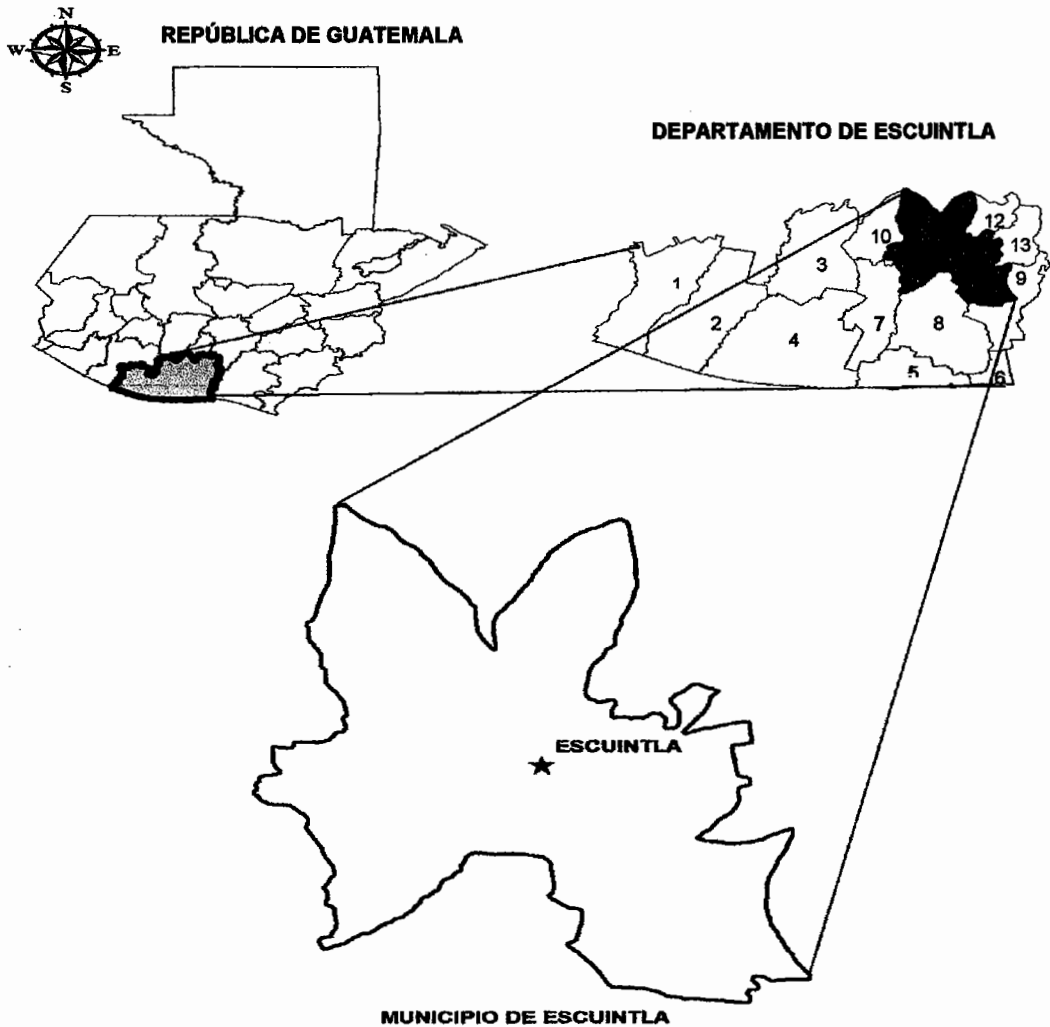 N
W E
S
REPÚBLICA DE GUATEMALA
DEPARTAMENTO DE ESCUINTLA
12
10
13
3
9
1
2
7
8
4
5
6
ESCUINTLA
MUNICIPIO DE ESCUINTLA